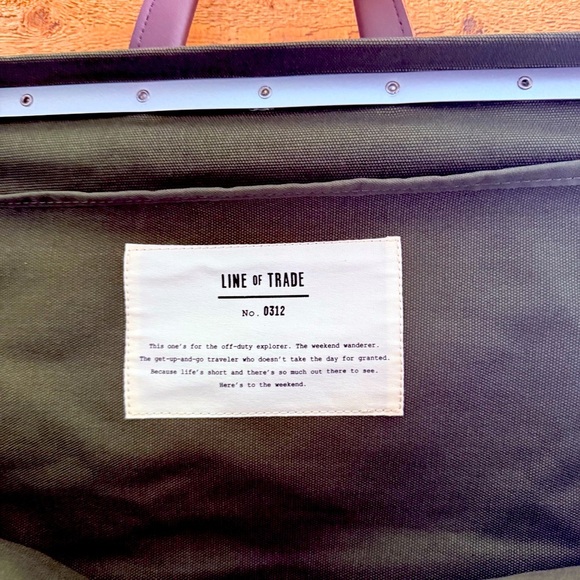 LINE OF TRADE
No. 0312
This one's for the off-duty explorer. The weekend wanderer.
The get-up-and-go traveler who doesn't take the day for granted.
Because life's short and there's so much out there to see.
Here's to the weekend.